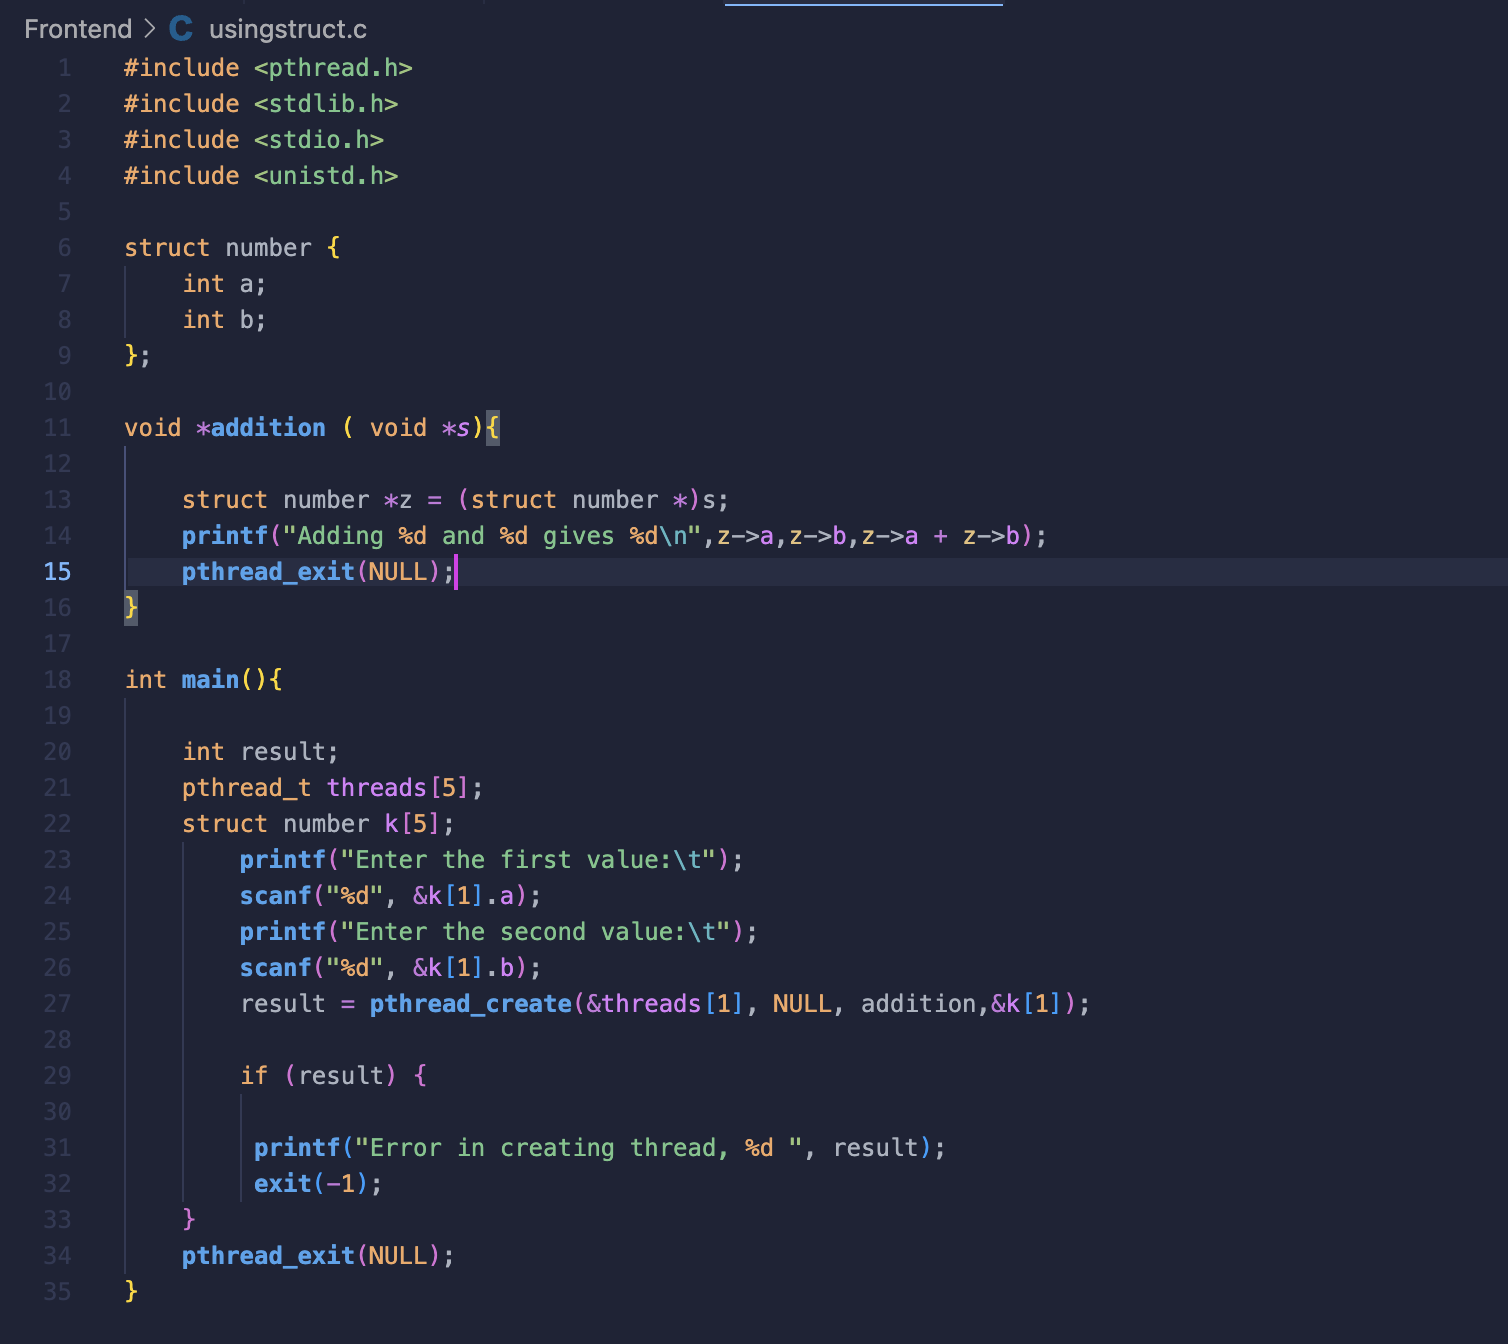 Frontend > C usingstruct.c
1 #include <pthread.h>
2 #include <stdlib.h>
3 #include <stdio.h>
4 #include <unistd.h>
5
6 struct number {
7     int a;
8     int b;
9 };
10
11 void *addition ( void *s){
12
13     struct number *z = (struct number *)s;
14     printf("Adding %d and %d gives %d\n",z->a,z->b,z->a + z->b);
15     pthread_exit(NULL);
16 }
17
18 int main(){
19
20     int result;
21     pthread_t threads[5];
22     struct number k[5];
23         printf("Enter the first value:\t");
24         scanf("%d", &k[1].a);
25         printf("Enter the second value:\t");
26         scanf("%d", &k[1].b);
27         result = pthread_create(&threads[1], NULL, addition,&k[1]);
28
29         if (result) {
30
31          printf("Error in creating thread, %d ", result);
32          exit(-1);
33     }
34     pthread_exit(NULL);
35 }